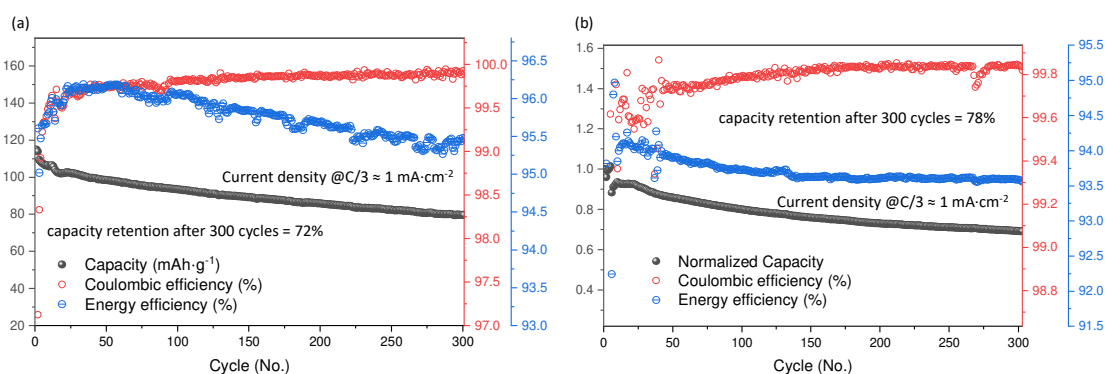 (a)
160
140
120
100
80
60
40
20
100.0
99.5
99.0
98.5
98.0
97.5
97.0
96.5
96.0
95.5
95.0
94.5
94.0
93.5
93.0
Current density @C/3 ≈ 1 mA·cm⁻²
capacity retention after 300 cycles = 72%
Capacity (mAh·g⁻¹)
Coulombic efficiency (%)
Energy efficiency (%)
0 50 100 150 200 250 300
Cycle (No.)
(b)
1.6
1.4
1.2
1.0
0.8
0.6
0.4
99.8
99.6
99.4
99.2
99.0
98.8
95.5
95.0
94.5
94.0
93.5
93.0
92.5
92.0
91.5
capacity retention after 300 cycles = 78%
Current density @C/3 ≈ 1 mA·cm⁻²
Normalized Capacity
Coulombic efficiency (%)
Energy efficiency (%)
0 50 100 150 200 250 300
Cycle (No.)